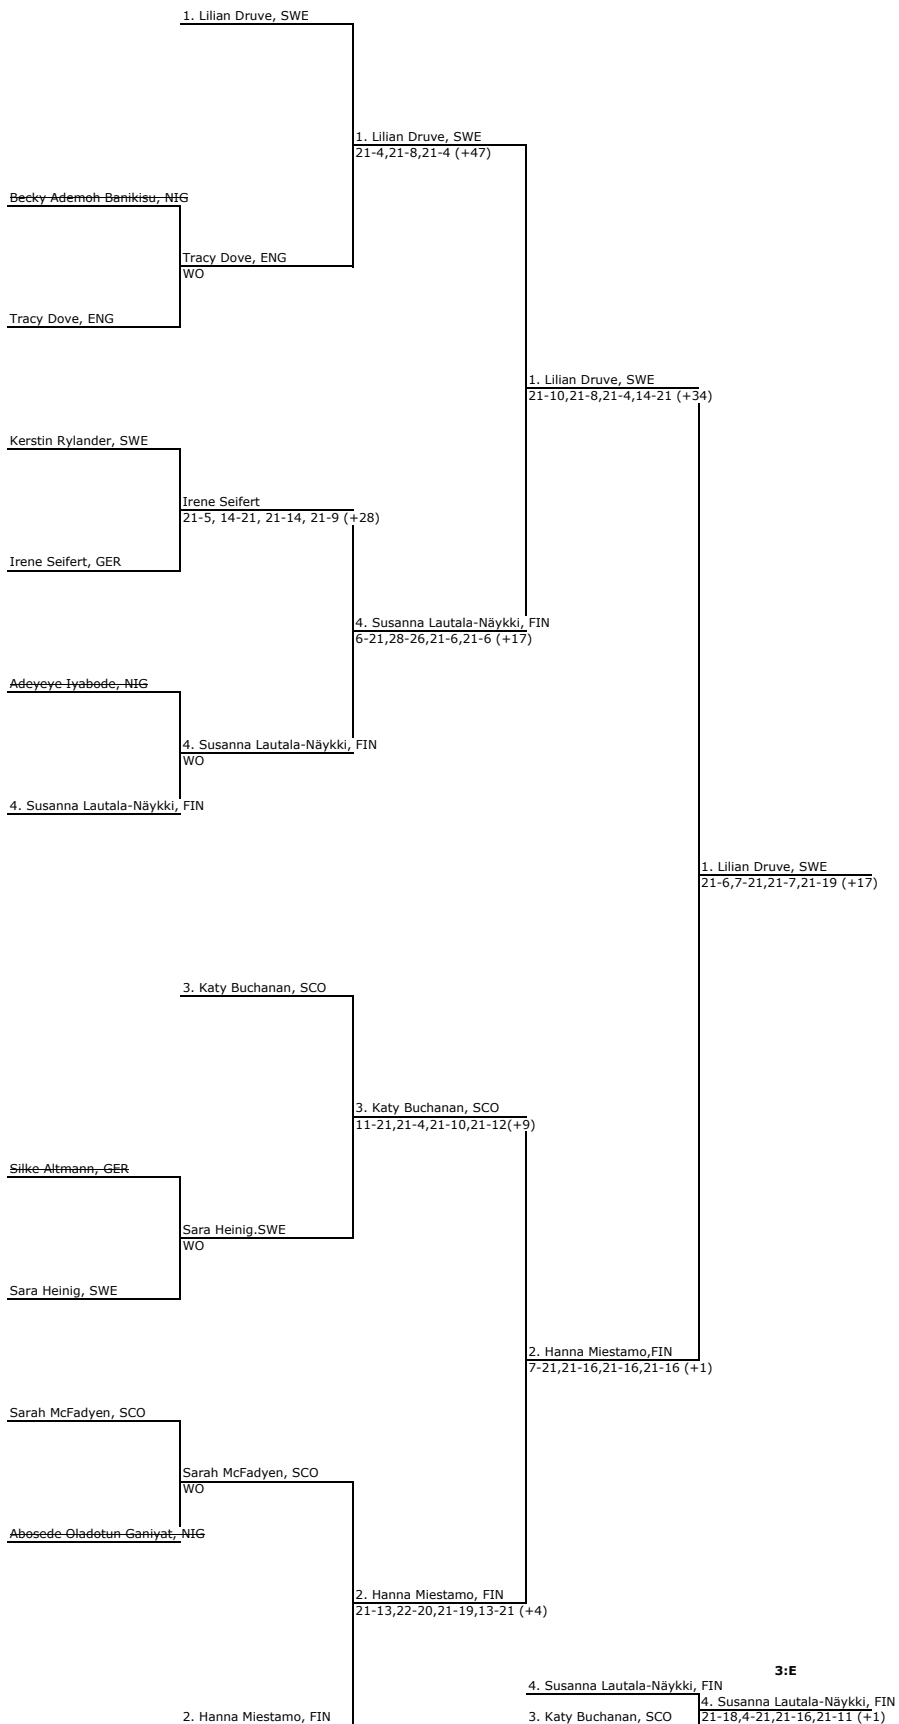 1. Lilian Druve, SWE
1. Lilian Druve, SWE
21-4,21-8,21-4 (+47)
Becky Ademoh Banikisu, NIG
Tracy Dove, ENG
WO
Tracy Dove, ENG
1. Lilian Druve, SWE
21-10,21-8,21-4,14-21 (+34)
Kerstin Rylander, SWE
Irene Seifert
21-5, 14-21, 21-14, 21-9 (+28)
Irene Seifert, GER
4. Susanna Lautala-Näykki, FIN
6-21,28-26,21-6,21-6 (+17)
Adeyeye Iyabode, NIG
4. Susanna Lautala-Näykki, FIN
WO
4. Susanna Lautala-Näykki, FIN
1. Lilian Druve, SWE
21-6,7-21,21-7,21-19 (+17)
3. Katy Buchanan, SCO
3. Katy Buchanan, SCO
11-21,21-4,21-10,21-12(+9)
Silke Altmann, GER
Sara Heinig.SWE
WO
Sara Heinig, SWE
2. Hanna Miestamo,FIN
7-21,21-16,21-16,21-16 (+1)
Sarah McFadyen, SCO
Sarah McFadyen, SCO
WO
Abosede Oladotun Ganiyat, NIG
2. Hanna Miestamo, FIN
21-13,22-20,21-19,13-21 (+4)
3:E
4. Susanna Lautala-Näykki, FIN
4. Susanna Lautala-Näykki, FIN
2. Hanna Miestamo, FIN
3. Katy Buchanan, SCO
21-18,4-21,21-16,21-11 (+1)